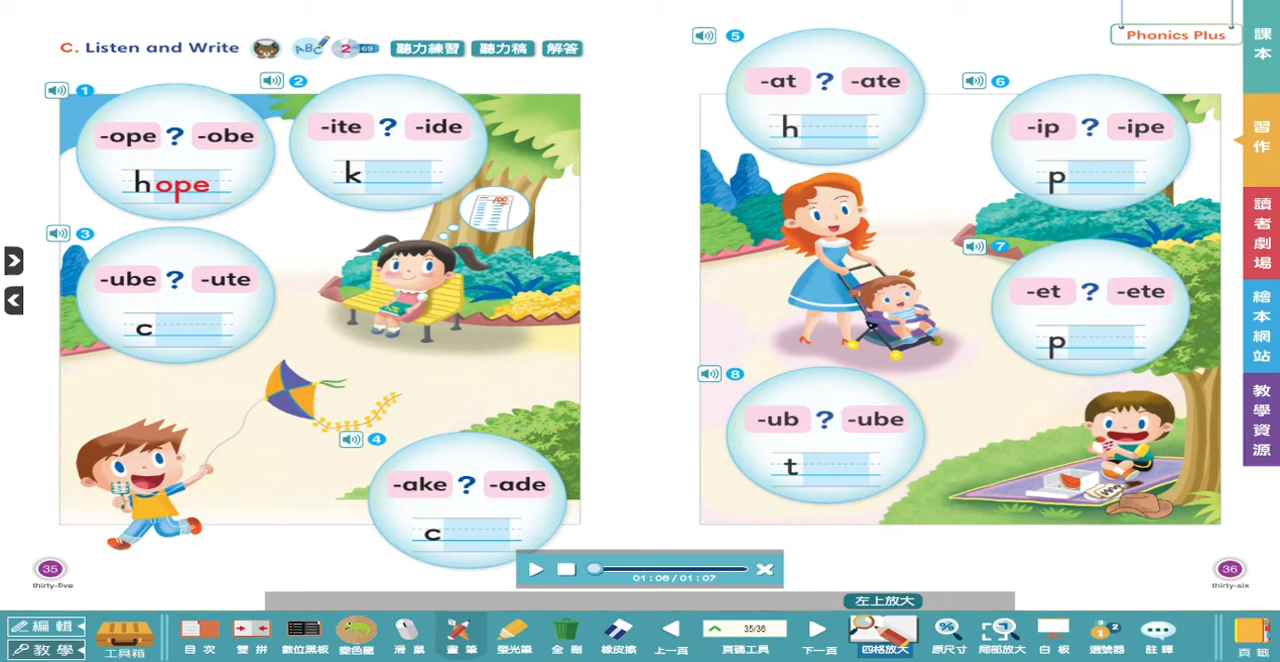 C. Listen and Write
ABC
2 69
聽力練習
聽力稿
解答
1
-ope ? -obe
hope
2
-ite ? -ide
k
100
3
-ube ? -ute
c
4
-ake ? -ade
c
35
thirty-five
Phonics Plus
5
-at ? -ate
h
6
-ip ? -ipe
p
7
-et ? -ete
p
8
-ub ? -ube
t
36
thirty-six
課本
習作
讀者劇場
繪本網站
教學資源
01:06/01:07
左上放大
編輯
教學
工具箱
目次
雙拼
數位黑板
變色龍
滑鼠
畫筆
螢光筆
全刪
橡皮擦
上一頁
35/36
頁碼工具
下一頁
四格放大
原尺寸
局部放大
白板
選號器
註釋
頁籤